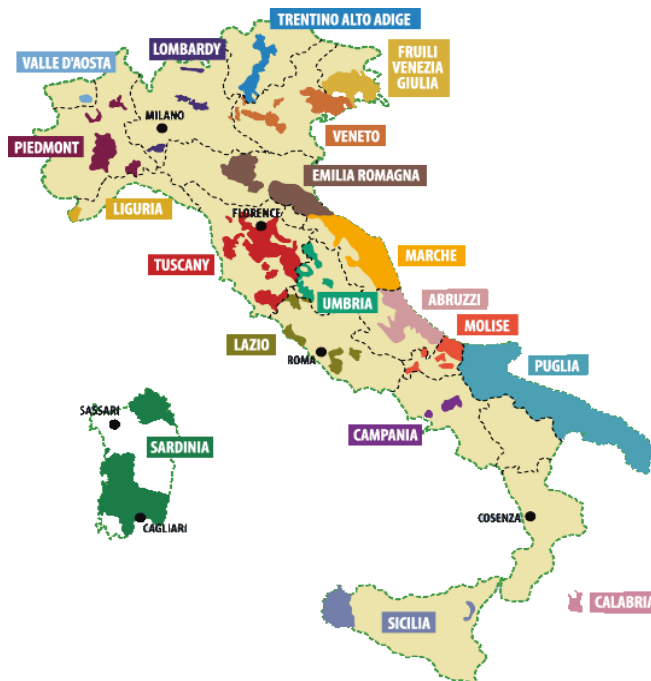 TRENTINO ALTO ADIGE
LOMBARDY
FRUILI
VENEZIA
GIULIA
VALLE D'AOSTA
MILANO
VENETO
PIEDMONT
EMILIA ROMAGNA
LIGURIA
FLORENCE
MARCHE
TUSCANY
UMBRIA
ABRUZZI
MOLISE
LAZIO
ROMA
PUGLIA
SASSARI
CAMPANIA
SARDINIA
COSENZA
CAGLIARI
CALABRIA
SICILIA